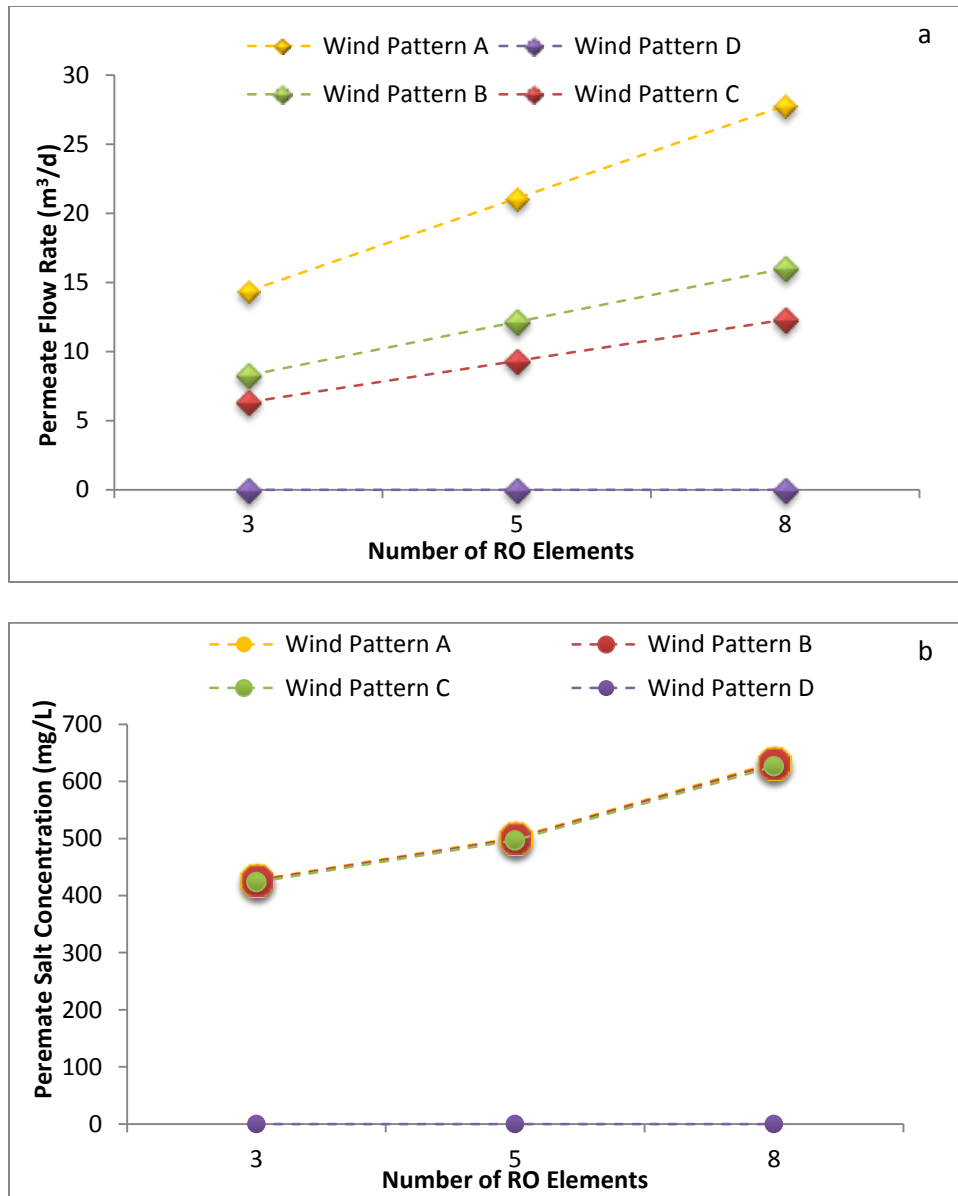 a
Wind Pattern A Wind Pattern D
Wind Pattern B Wind Pattern C
Permeate Flow Rate (m³/d)
30
25
20
15
10
5
0
3 5 8
Number of RO Elements
b
Wind Pattern A Wind Pattern B
Wind Pattern C Wind Pattern D
Peremate Salt Concentration (mg/L)
700
600
500
400
300
200
100
0
3 5 8
Number of RO Elements